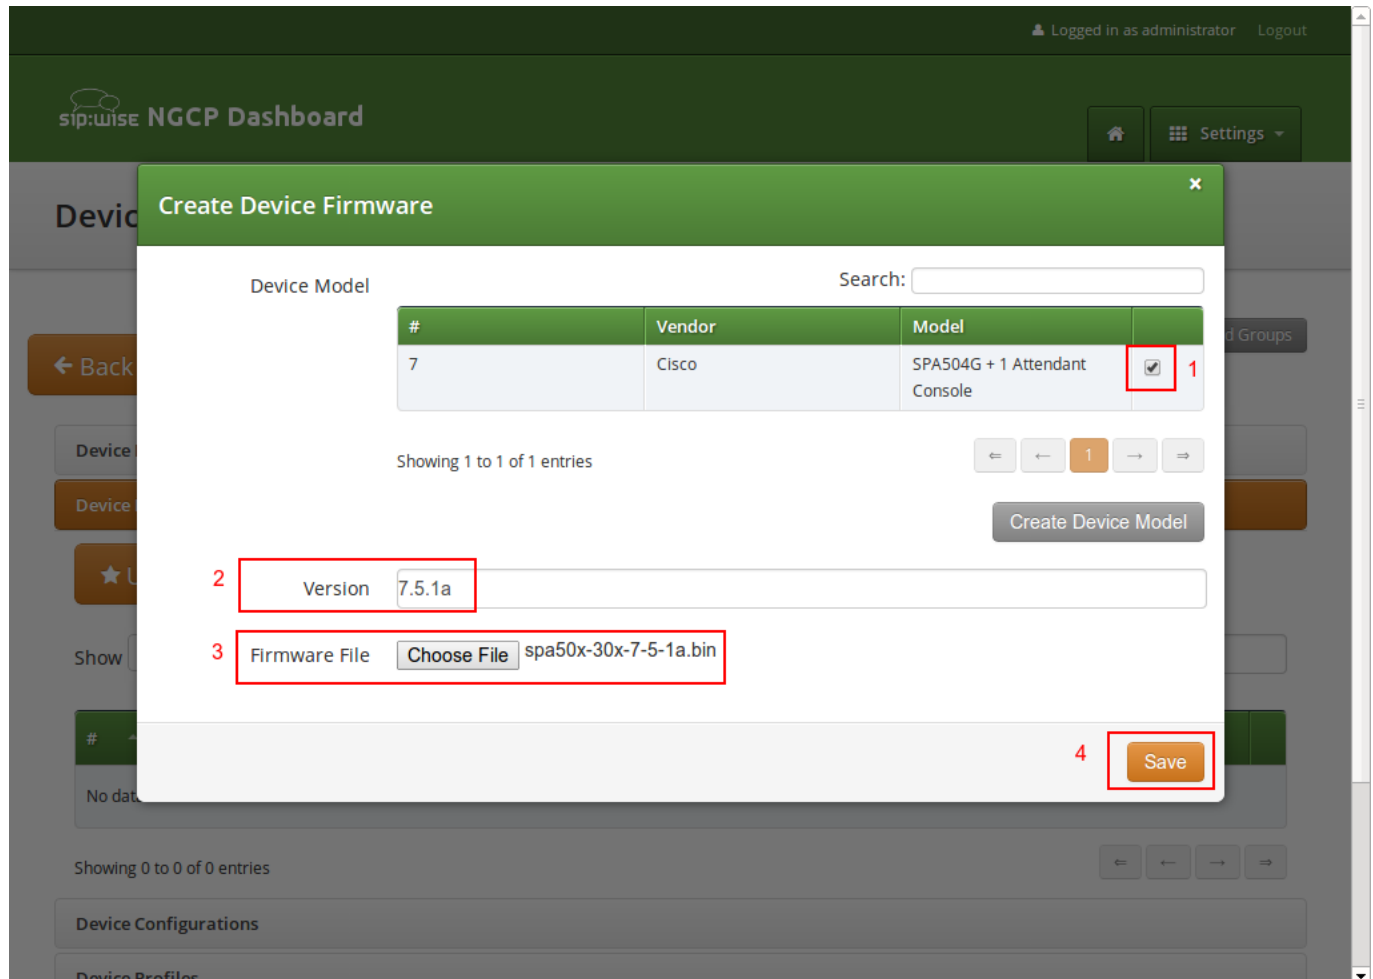 Logged in as administrator Logout
sip:wise NGCP Dashboard
Settings
Devic
Create Device Firmware
×
Device Model
Search:
# Vendor Model
7 Cisco SPA504G + 1 Attendant
Console
1
d Groups
← Back
Showing 1 to 1 of 1 entries
⇐ ← 1 → ⇒
Device
Create Device Model
Device
U
2 Version 7.5.1a
3 Firmware File Choose File spa50x-30x-7-5-1a.bin
Show
#
4 Save
No dat
Showing 0 to 0 of 0 entries
⇐ ← → ⇒
Device Configurations
Device Profiles